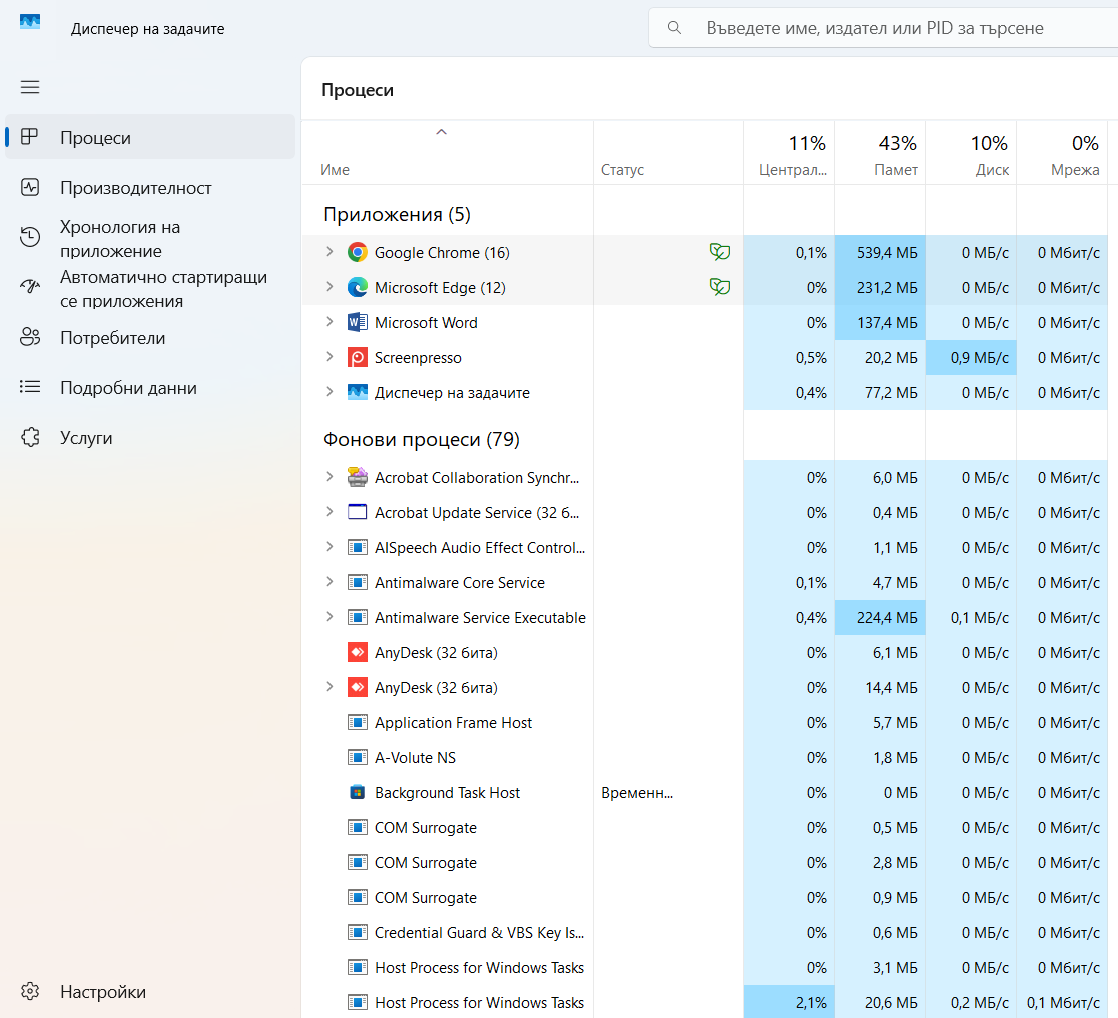 Диспечер на задачите
Въведете име, издател или PID за търсене
Процеси
Производителност
Хронология на
приложение
Автоматично стартиращи
се приложения
Потребители
Подробни данни
Услуги
Настройки
Процеси
11% 43% 10% 0%
Име Статус Централ... Памет Диск Мрежа
Приложения (5)
Google Chrome (16) 0,1% 539,4 МБ 0 МБ/с 0 Мбит/с
Microsoft Edge (12) 0% 231,2 МБ 0 МБ/с 0 Мбит/с
Microsoft Word 0% 137,4 МБ 0 МБ/с 0 Мбит/с
Screenpresso 0,5% 20,2 МБ 0,9 МБ/с 0 Мбит/с
Диспечер на задачите 0,4% 77,2 МБ 0 МБ/с 0 Мбит/с
Фонови процеси (79)
Acrobat Collaboration Synchr... 0% 6,0 МБ 0 МБ/с 0 Мбит/с
Acrobat Update Service (32 б... 0% 0,4 МБ 0 МБ/с 0 Мбит/с
AISpeech Audio Effect Control... 0% 1,1 МБ 0 МБ/с 0 Мбит/с
Antimalware Core Service 0,1% 4,7 МБ 0 МБ/с 0 Мбит/с
Antimalware Service Executable 0,4% 224,4 МБ 0,1 МБ/с 0 Мбит/с
AnyDesk (32 бита) 0% 6,1 МБ 0 МБ/с 0 Мбит/с
AnyDesk (32 бита) 0% 14,4 МБ 0 МБ/с 0 Мбит/с
Application Frame Host 0% 5,7 МБ 0 МБ/с 0 Мбит/с
A-Volute NS 0% 1,8 МБ 0 МБ/с 0 Мбит/с
Background Task Host Временн... 0% 0 МБ 0 МБ/с 0 Мбит/с
COM Surrogate 0% 0,5 МБ 0 МБ/с 0 Мбит/с
COM Surrogate 0% 2,8 МБ 0 МБ/с 0 Мбит/с
COM Surrogate 0% 0,9 МБ 0 МБ/с 0 Мбит/с
Credential Guard & VBS Key Is... 0% 0,6 МБ 0 МБ/с 0 Мбит/с
Host Process for Windows Tasks 0% 3,1 МБ 0 МБ/с 0 Мбит/с
Host Process for Windows Tasks 2,1% 20,6 МБ 0,2 МБ/с 0,1 Мбит/с